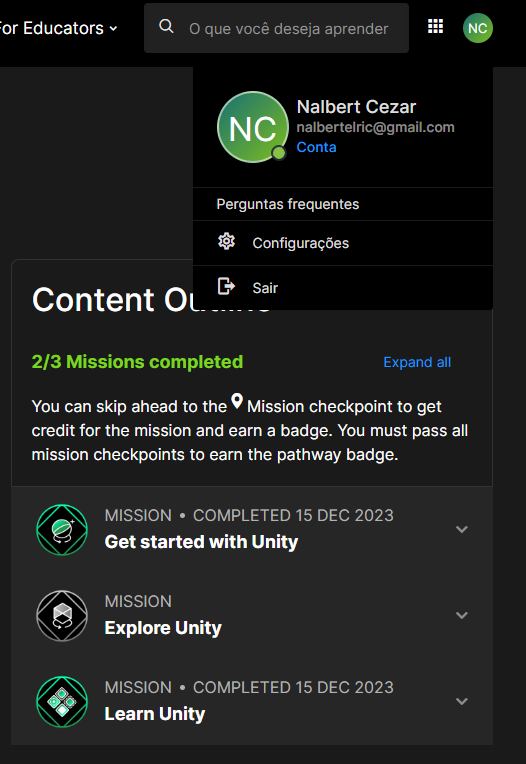 For Educators
O que você deseja aprender
NC
NC
Nalbert Cezar
nalbertelric@gmail.com
Conta
Perguntas frequentes
Configurações
Sair
Content Outline
2/3 Missions completed
Expand all
You can skip ahead to the Mission checkpoint to get
credit for the mission and earn a badge. You must pass all
mission checkpoints to earn the pathway badge.
MISSION • COMPLETED 15 DEC 2023
Get started with Unity
MISSION
Explore Unity
MISSION • COMPLETED 15 DEC 2023
Learn Unity